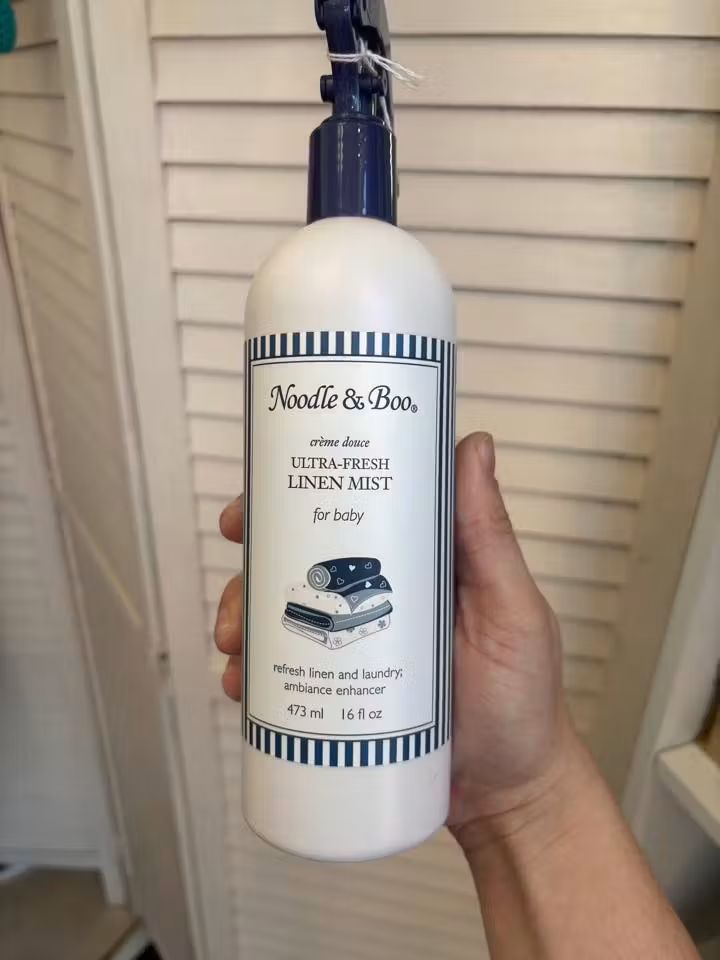 Noodle & Boo®
crème douce
ULTRA-FRESH
LINEN MIST
for baby
refresh linen and laundry;
ambiance enhancer
473 ml 16 fl oz